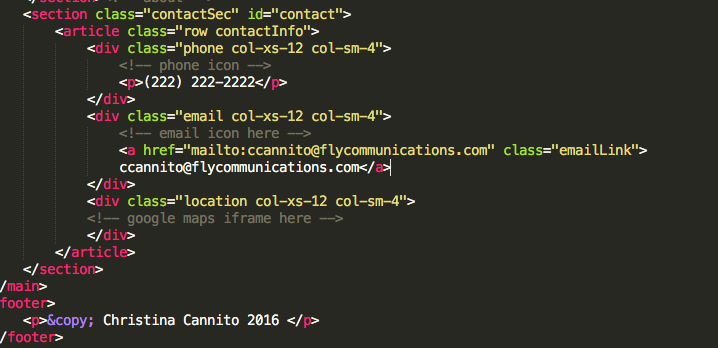 </section> <!-- about -->
<section class="contactSec" id="contact">
<article class="row contactInfo">
<div class="phone col-xs-12 col-sm-4">
<!-- phone icon -->
<p>(222) 222-2222</p>
</div>
<div class="email col-xs-12 col-sm-4">
<!-- email icon here -->
<a href="mailto:ccannito@flycommunications.com" class="emailLink">
ccannito@flycommunications.com</a>
</div>
<div class="location col-xs-12 col-sm-4">
<!-- google maps iframe here -->
</div>
</article>
</section>
/main>
footer>
<p>&copy; Christina Cannito 2016 </p>
/footer>